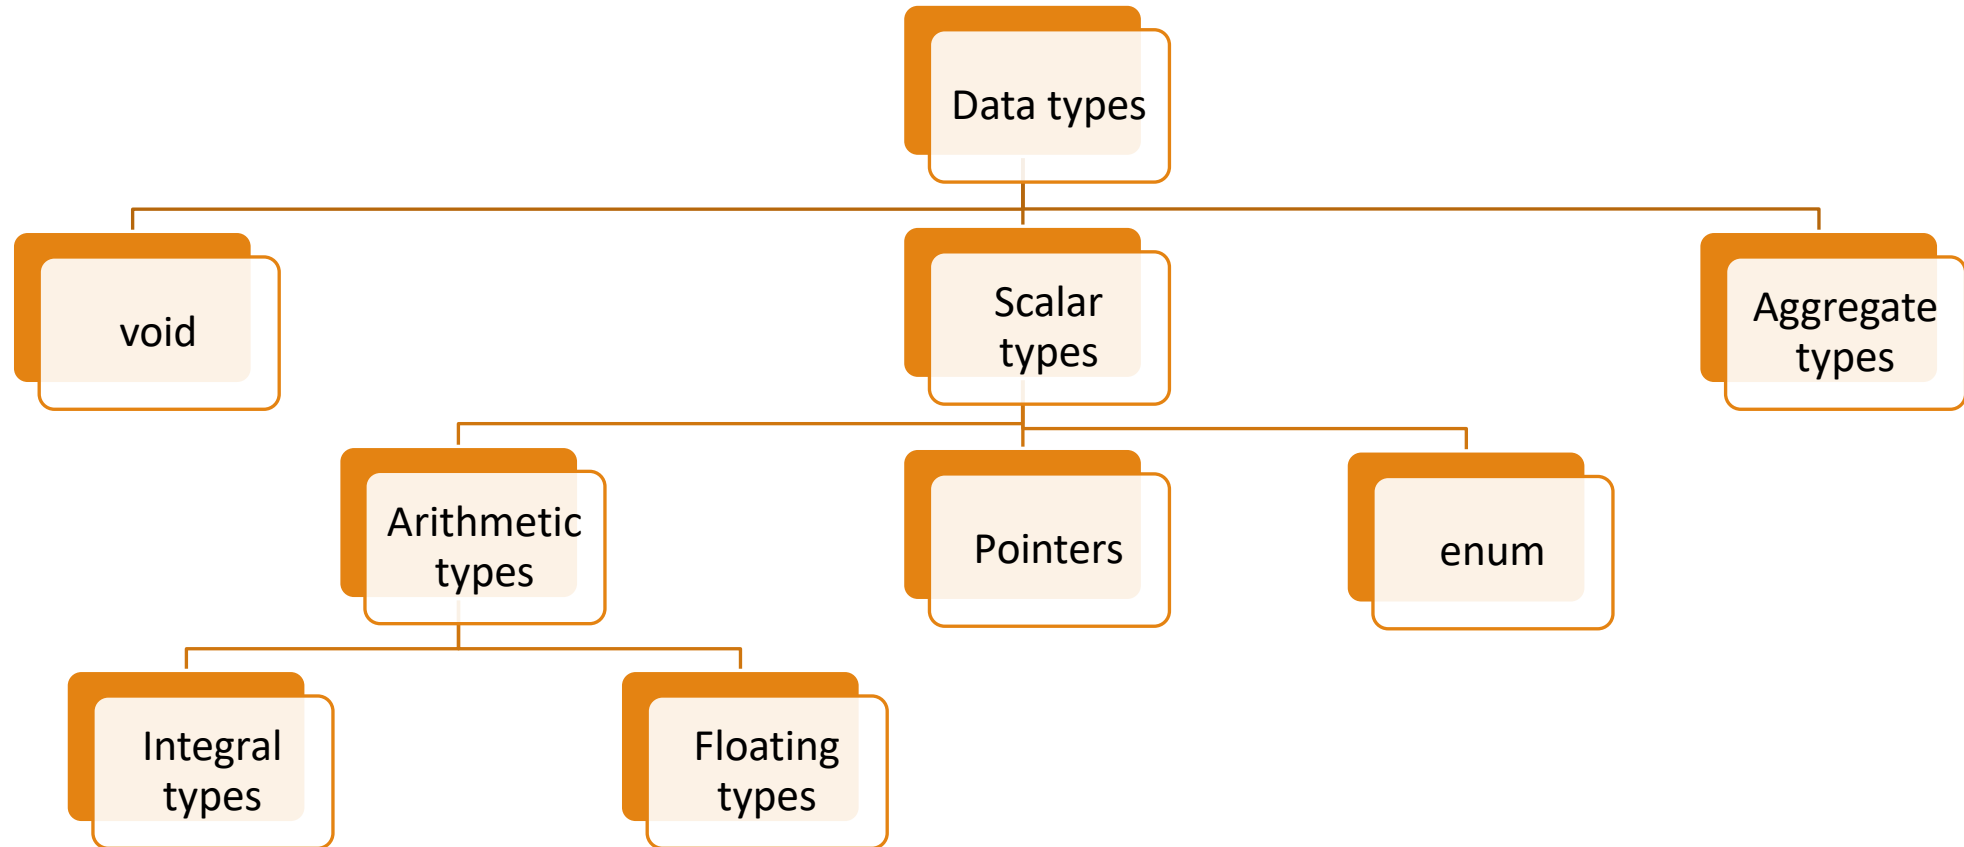 Data types
void
Scalar
types
Aggregate
types
Arithmetic
types
Pointers
enum
Integral
types
Floating
types